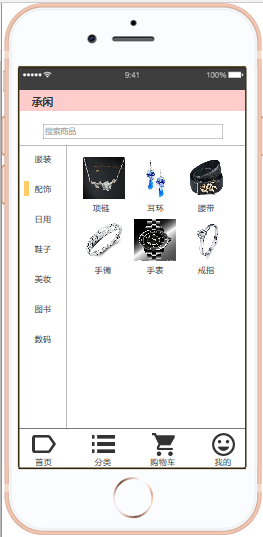 9:41 100%
承闲
搜索商品
服装
配饰
日用
鞋子
美妆
图书
数码
项链 耳环 腰带
手镯 手表 戒指
首页 分类 购物车 我的